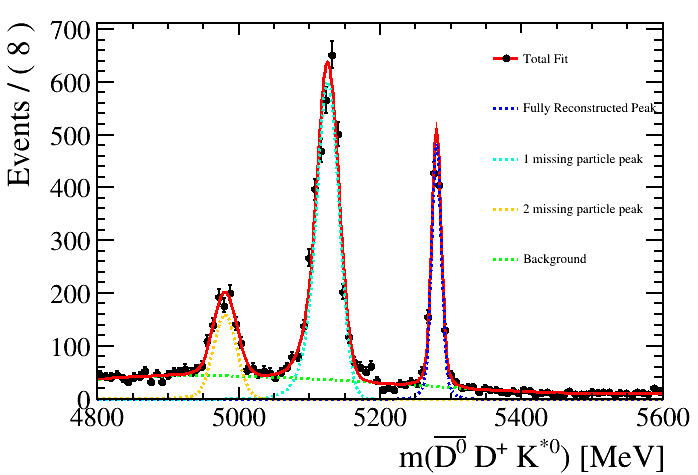 Events / ( 8 )
700
600
500
400
300
200
100
0
Total Fit
Fully Reconstructed Peak
1 missing particle peak
2 missing particle peak
Background
4800 5000 5200 5400 5600
m(D⁰ D⁺ K*⁰) [MeV]